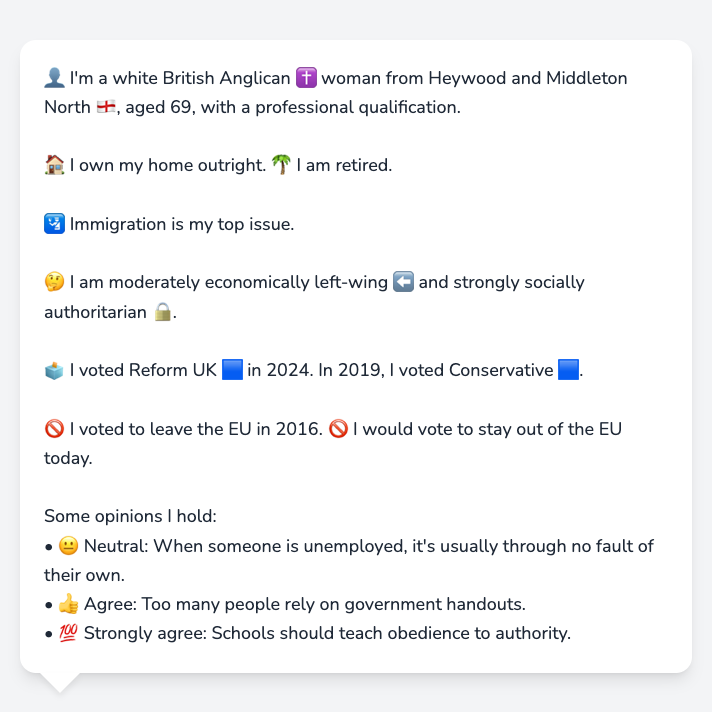 👤 I'm a white British Anglican ✝️ woman from Heywood and Middleton
North 🏴󠁧󠁢󠁥󠁮󠁧󠁿, aged 69, with a professional qualification.
🏠 I own my home outright. 🌴 I am retired.
🛂 Immigration is my top issue.
🤔 I am moderately economically left-wing ⬅️ and strongly socially
authoritarian 🔒.
🗳️ I voted Reform UK 🟦 in 2024. In 2019, I voted Conservative 🟦.
🚫 I voted to leave the EU in 2016. 🚫 I would vote to stay out of the EU
today.
Some opinions I hold:
• 😐 Neutral: When someone is unemployed, it's usually through no fault of
their own.
• 👍 Agree: Too many people rely on government handouts.
• 💯 Strongly agree: Schools should teach obedience to authority.